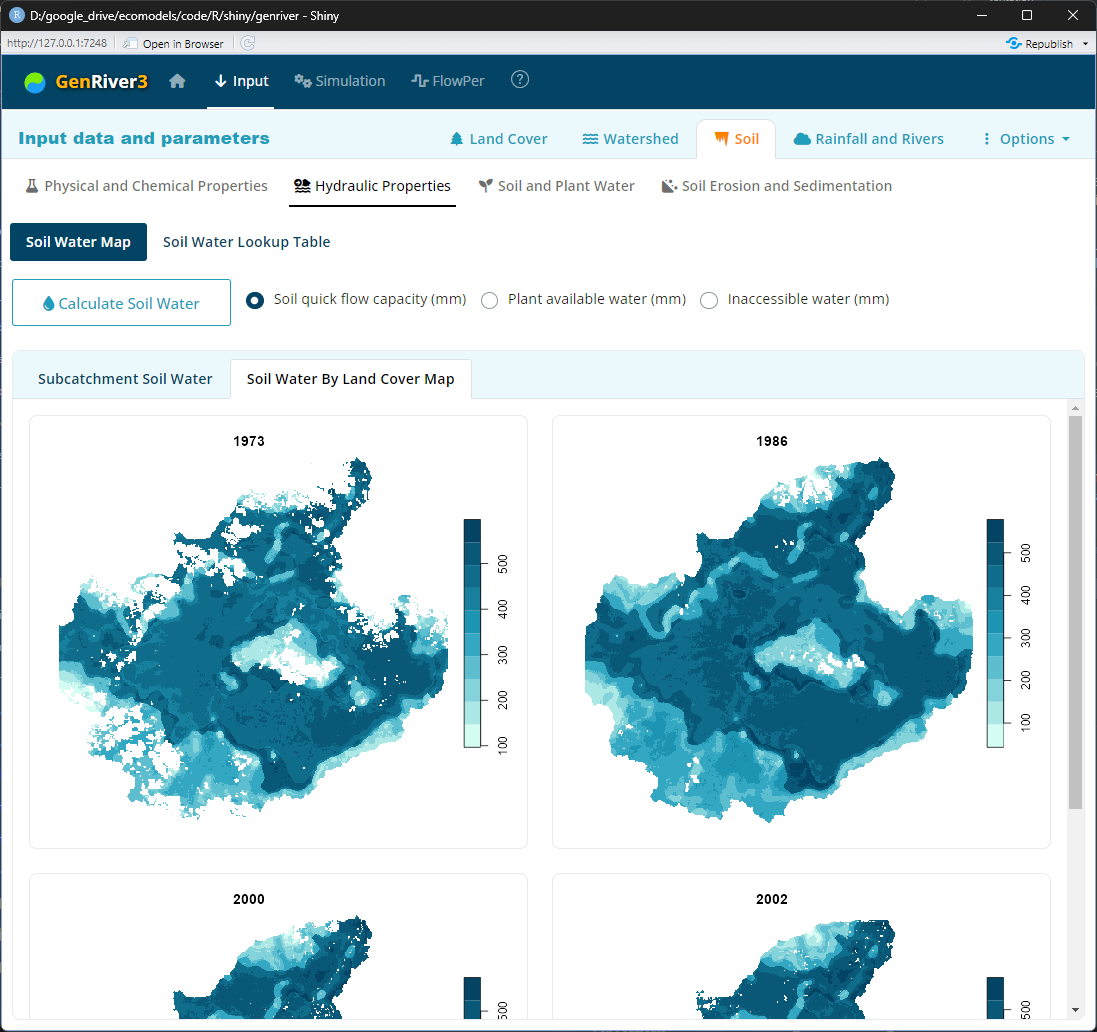 D:/google_drive/ecomodels/code/R/shiny/genriver - Shiny
http://127.0.0.1:7248 Open in Browser Republish
GenRiver3 Input Simulation FlowPer ?
Input data and parameters Land Cover Watershed Soil Rainfall and Rivers Options
Physical and Chemical Properties Hydraulic Properties Soil and Plant Water Soil Erosion and Sedimentation
Soil Water Map Soil Water Lookup Table
Calculate Soil Water Soil quick flow capacity (mm) Plant available water (mm) Inaccessible water (mm)
Subcatchment Soil Water Soil Water By Land Cover Map
1973
500
400
300
200
100
1986
500
400
300
200
100
2000
500
2002
500